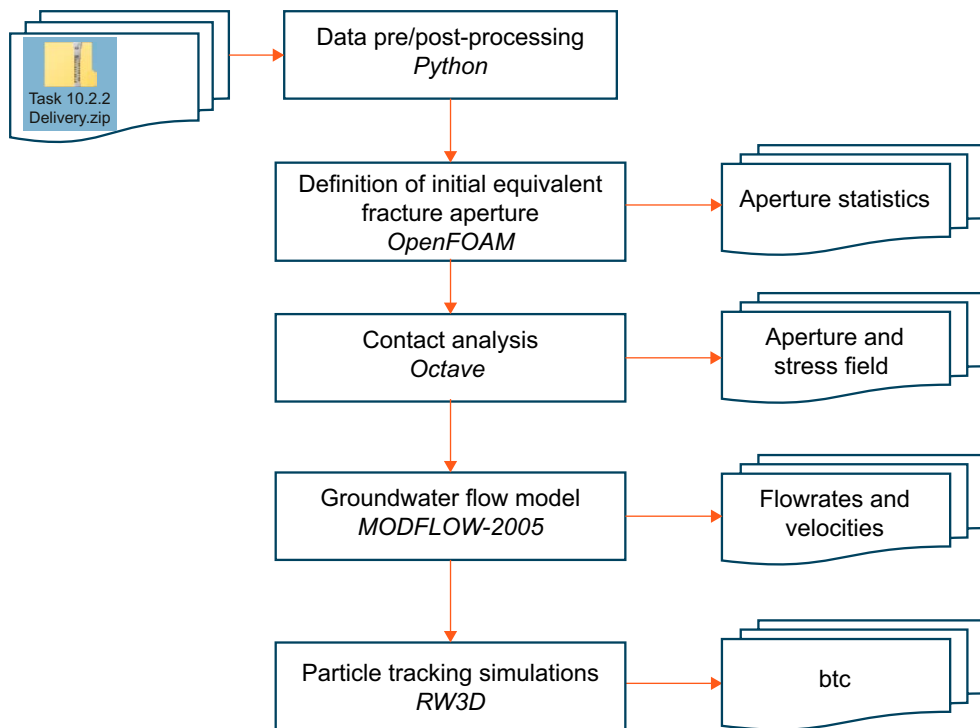 Task 10.2.2
Delivery.zip
Data pre/post-processing
Python
Definition of initial equivalent
fracture aperture
OpenFOAM
Aperture statistics
Contact analysis
Octave
Aperture and
stress field
Groundwater flow model
MODFLOW-2005
Flowrates and
velocities
Particle tracking simulations
RW3D
btc